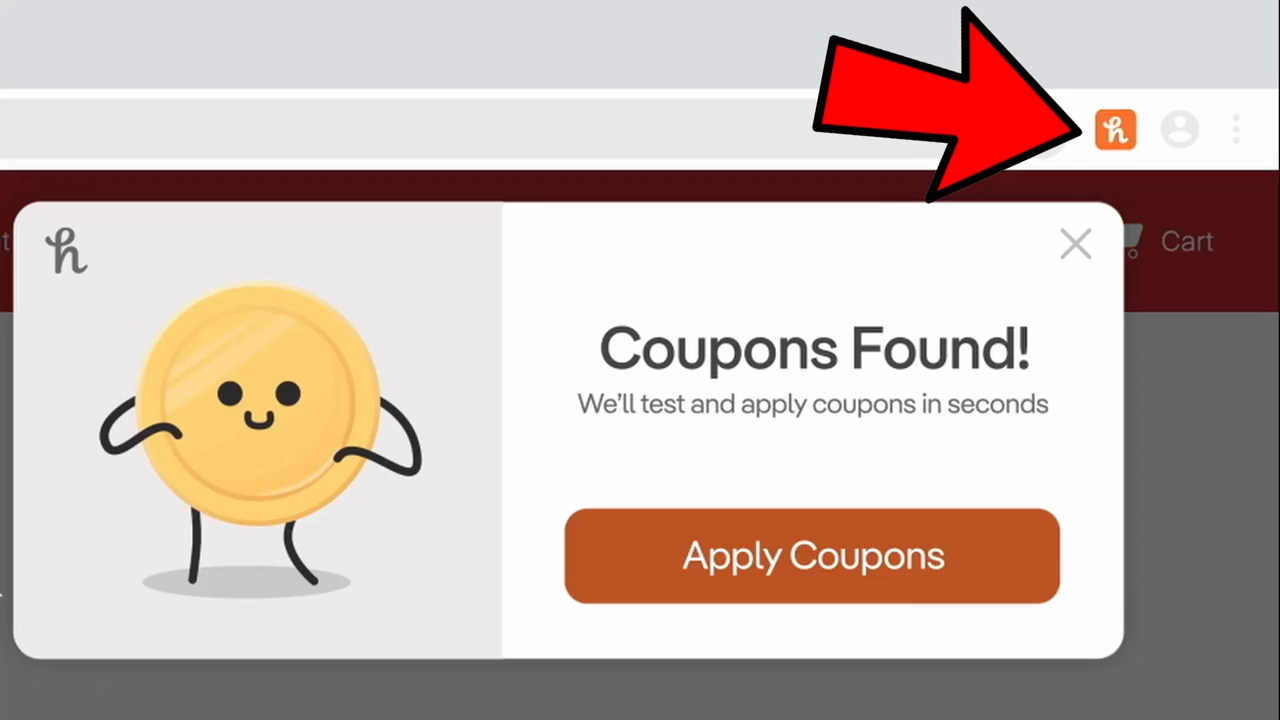 h
Cart
h
Coupons Found!
We'll test and apply coupons in seconds
Apply Coupons